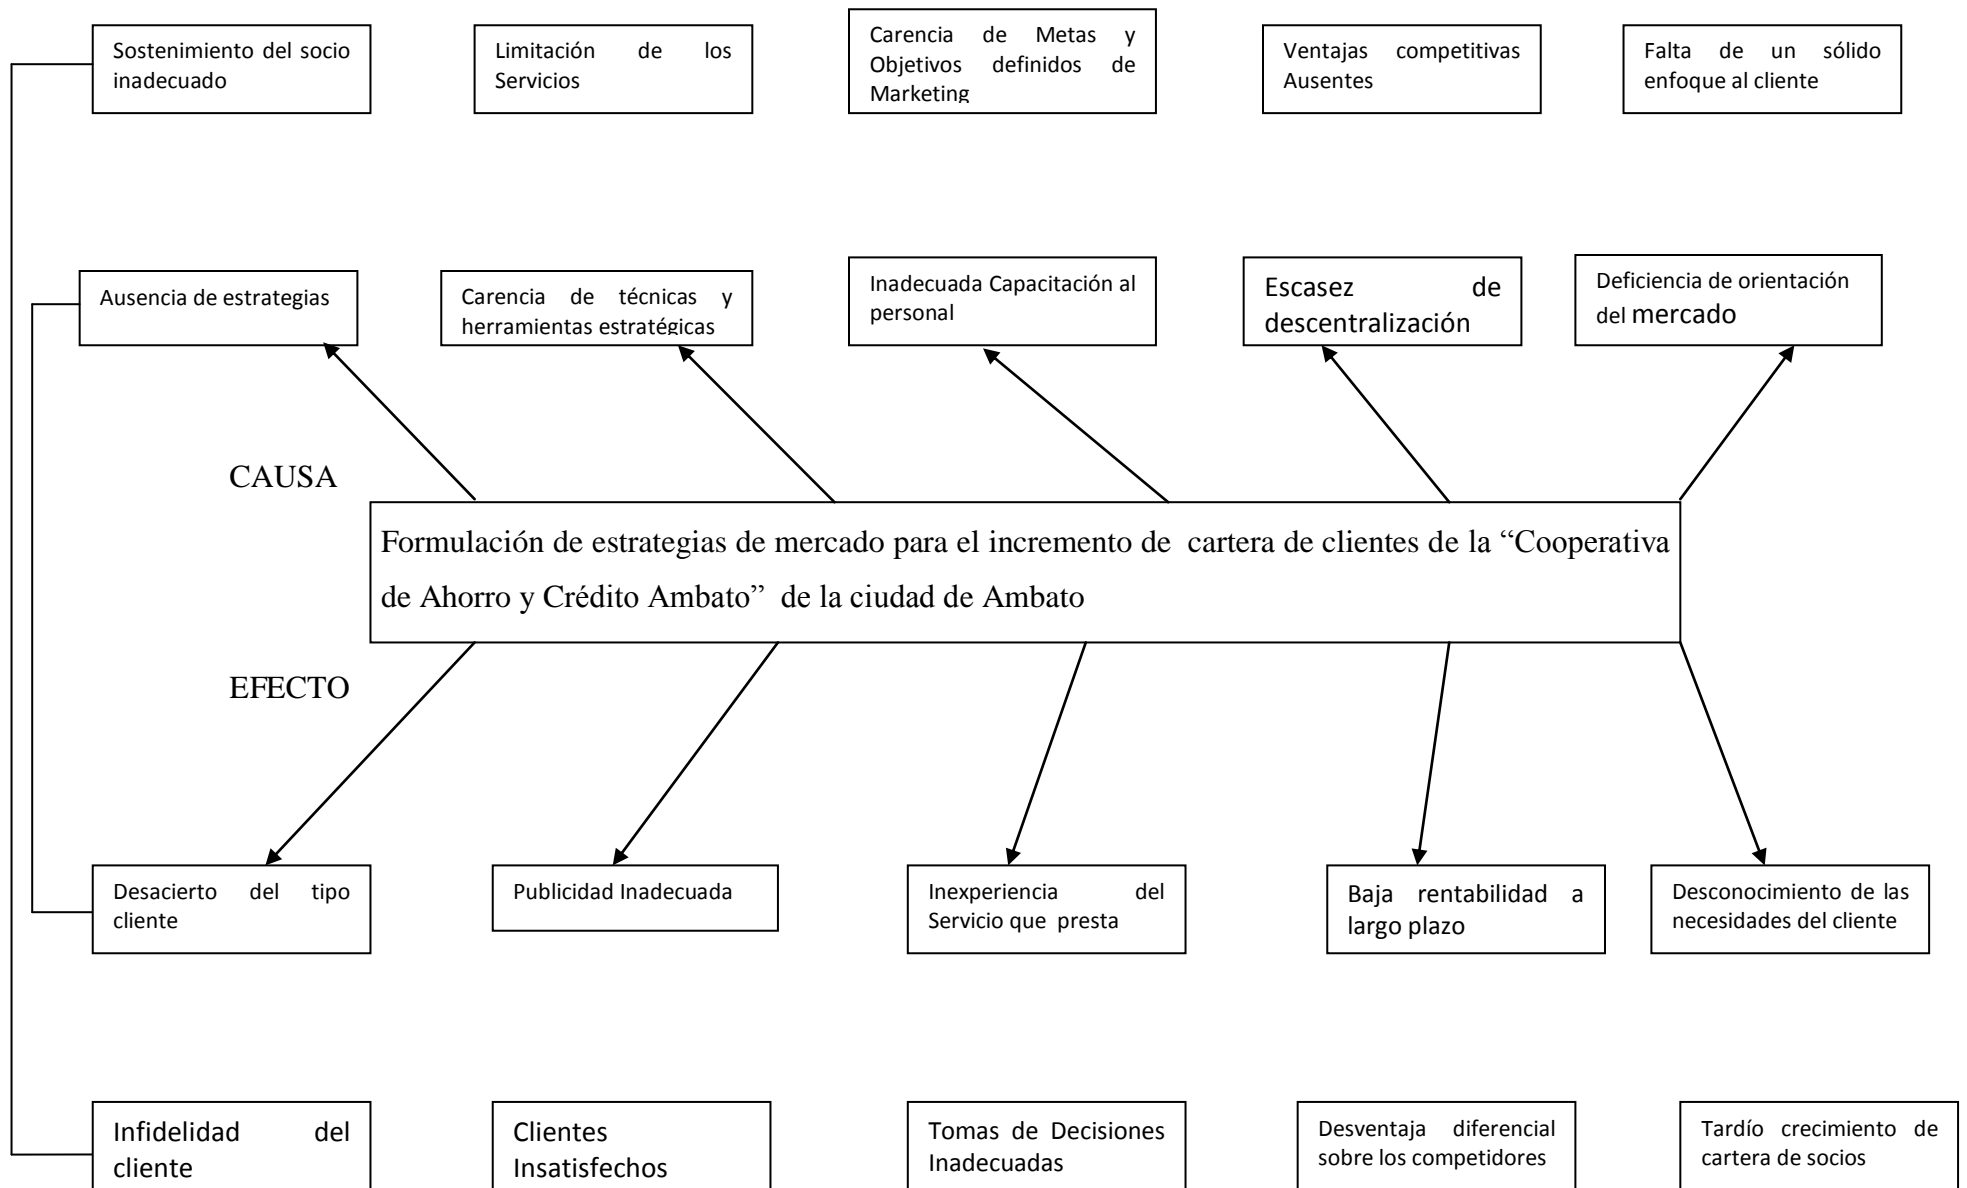 Sostenimiento del socio
inadecuado
Limitación de los
Servicios
Carencia de Metas y
Objetivos definidos de
Marketing
Ventajas competitivas
Ausentes
Falta de un sólido
enfoque al cliente
Ausencia de estrategias
Carencia de técnicas y
herramientas estratégicas
Inadecuada Capacitación al
personal
Escasez de
descentralización
Deficiencia de orientación
del mercado
CAUSA
Formulación de estrategias de mercado para el incremento de cartera de clientes de la “Cooperativa
de Ahorro y Crédito Ambato” de la ciudad de Ambato
EFECTO
Desacierto del tipo
cliente
Publicidad Inadecuada
Inexperiencia del
Servicio que presta
Baja rentabilidad a
largo plazo
Desconocimiento de las
necesidades del cliente
Infidelidad del
cliente
Clientes
Insatisfechos
Tomas de Decisiones
Inadecuadas
Desventaja diferencial
sobre los competidores
Tardío crecimiento de
cartera de socios